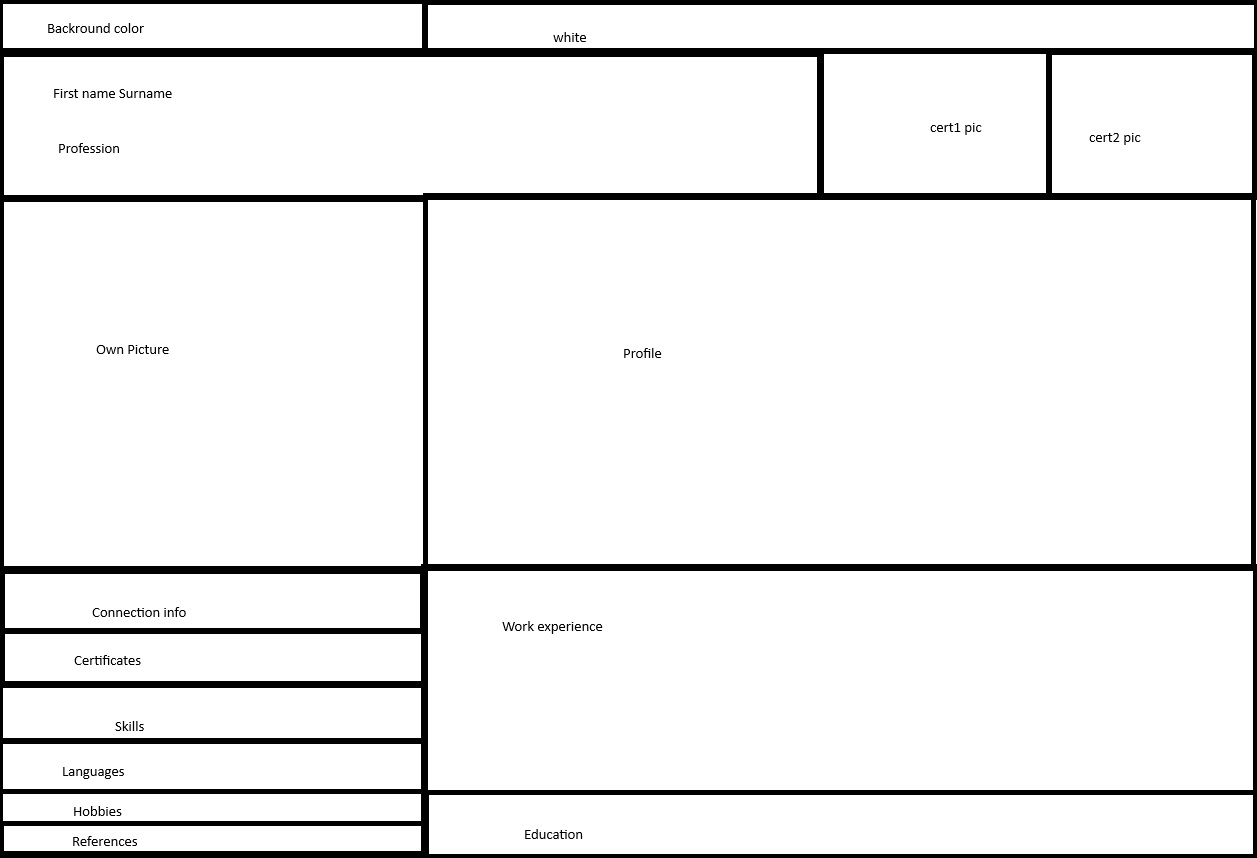 Backround color
white
First name Surname
Profession
cert1 pic
cert2 pic
Own Picture
Profile
Connection info
Certificates
Skills
Languages
Hobbies
References
Work experience
Education